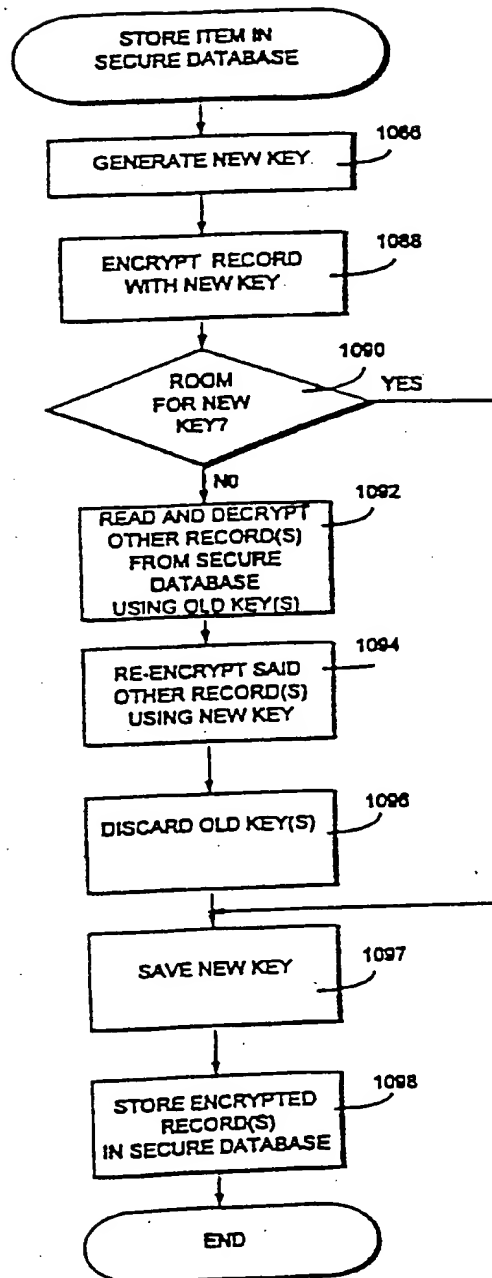 STORE ITEM IN
SECURE DATABASE
1066
GENERATE NEW KEY
1088
ENCRYPT RECORD
WITH NEW KEY
1090
ROOM
FOR NEW
KEY?
YES
NO
1092
READ AND DECRYPT
OTHER RECORD(S)
FROM SECURE
DATABASE
USING OLD KEY(S)
1094
RE-ENCRYPT SAID
OTHER RECORD(S)
USING NEW KEY
1096
DISCARD OLD KEY(S)
SAVE NEW KEY
1097
1098
STORE ENCRYPTED
RECORD(S)
IN SECURE DATABASE
END